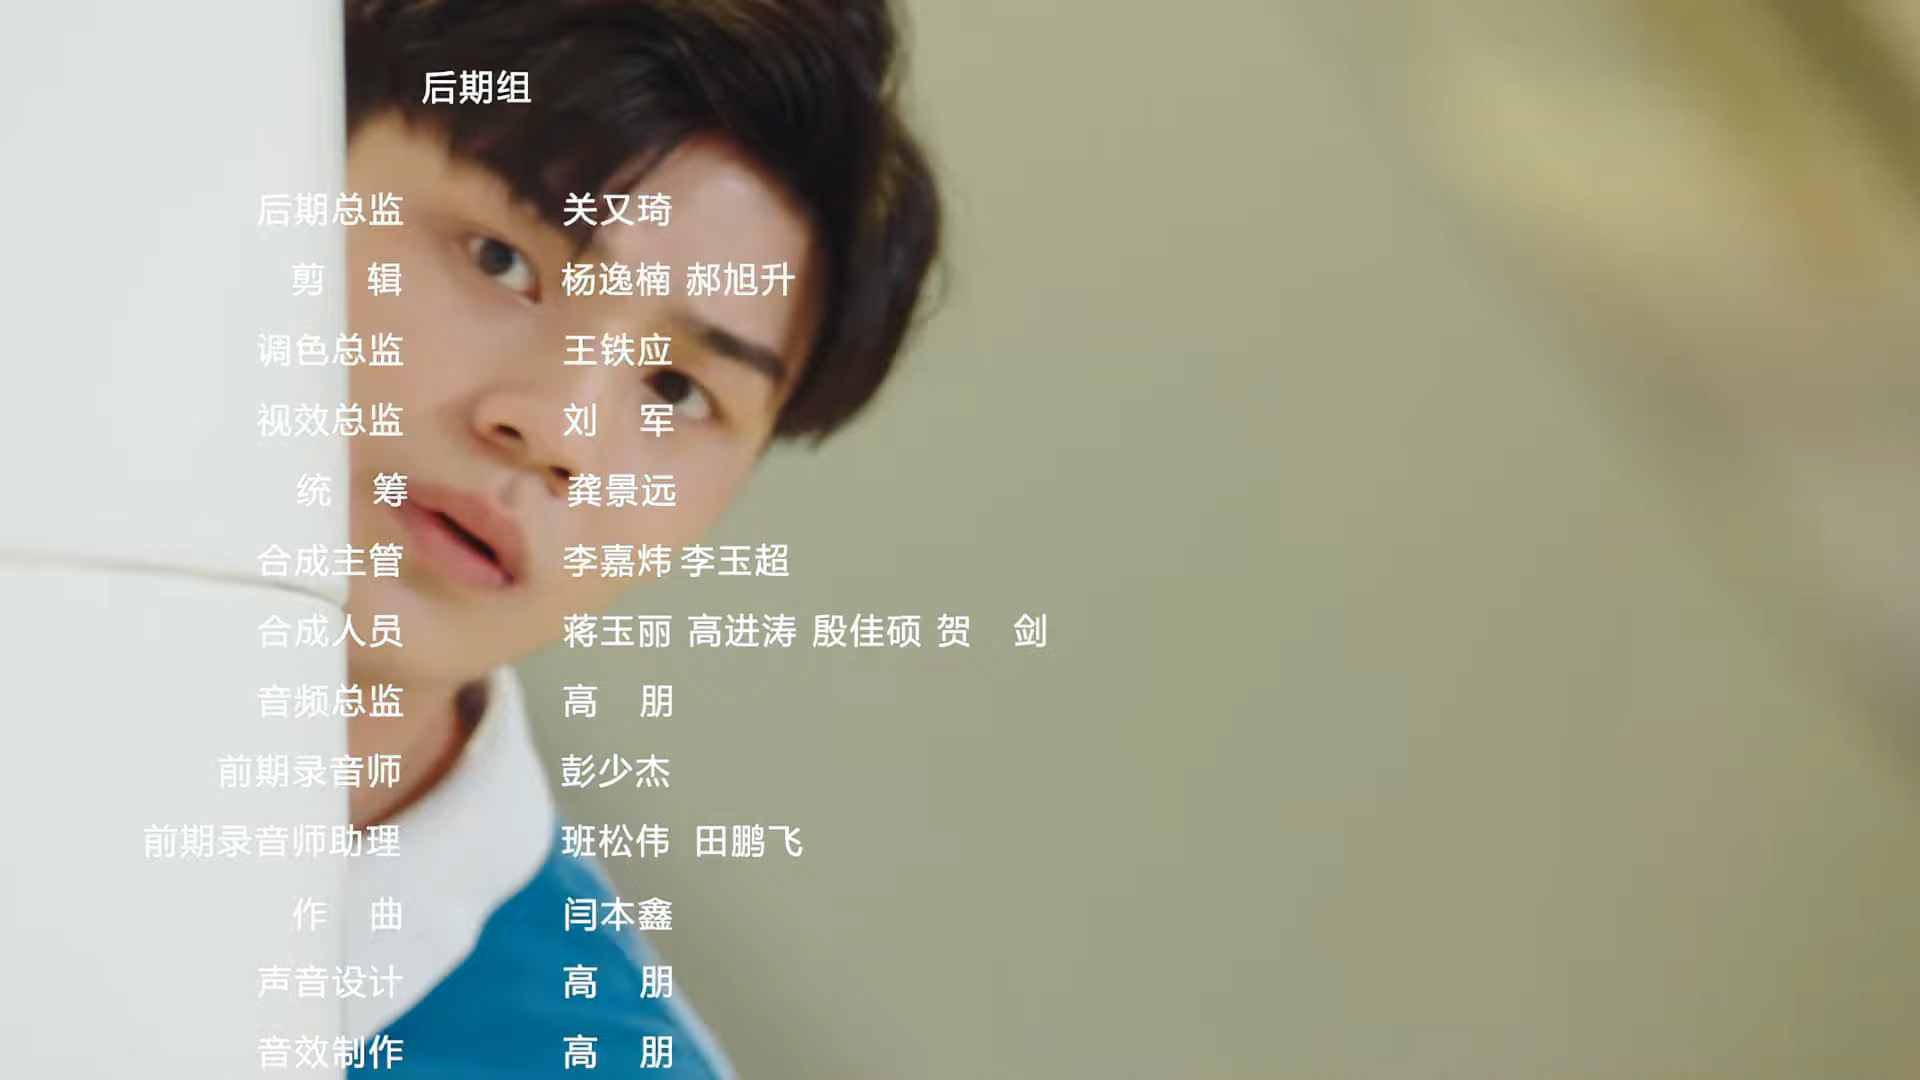 后期组
后期总监 关又琦
剪 辑 杨逸楠 郝旭升
调色总监 王铁应
视效总监 刘 军
统 筹 龚景远
合成主管 李嘉炜 李玉超
合成人员 蒋玉丽 高进涛 殷佳硕 贺 剑
音频总监 高 朋
前期录音师 彭少杰
前期录音师助理 班松伟 田鹏飞
作 曲 闫本鑫
声音设计 高 朋
音效制作 高 朋